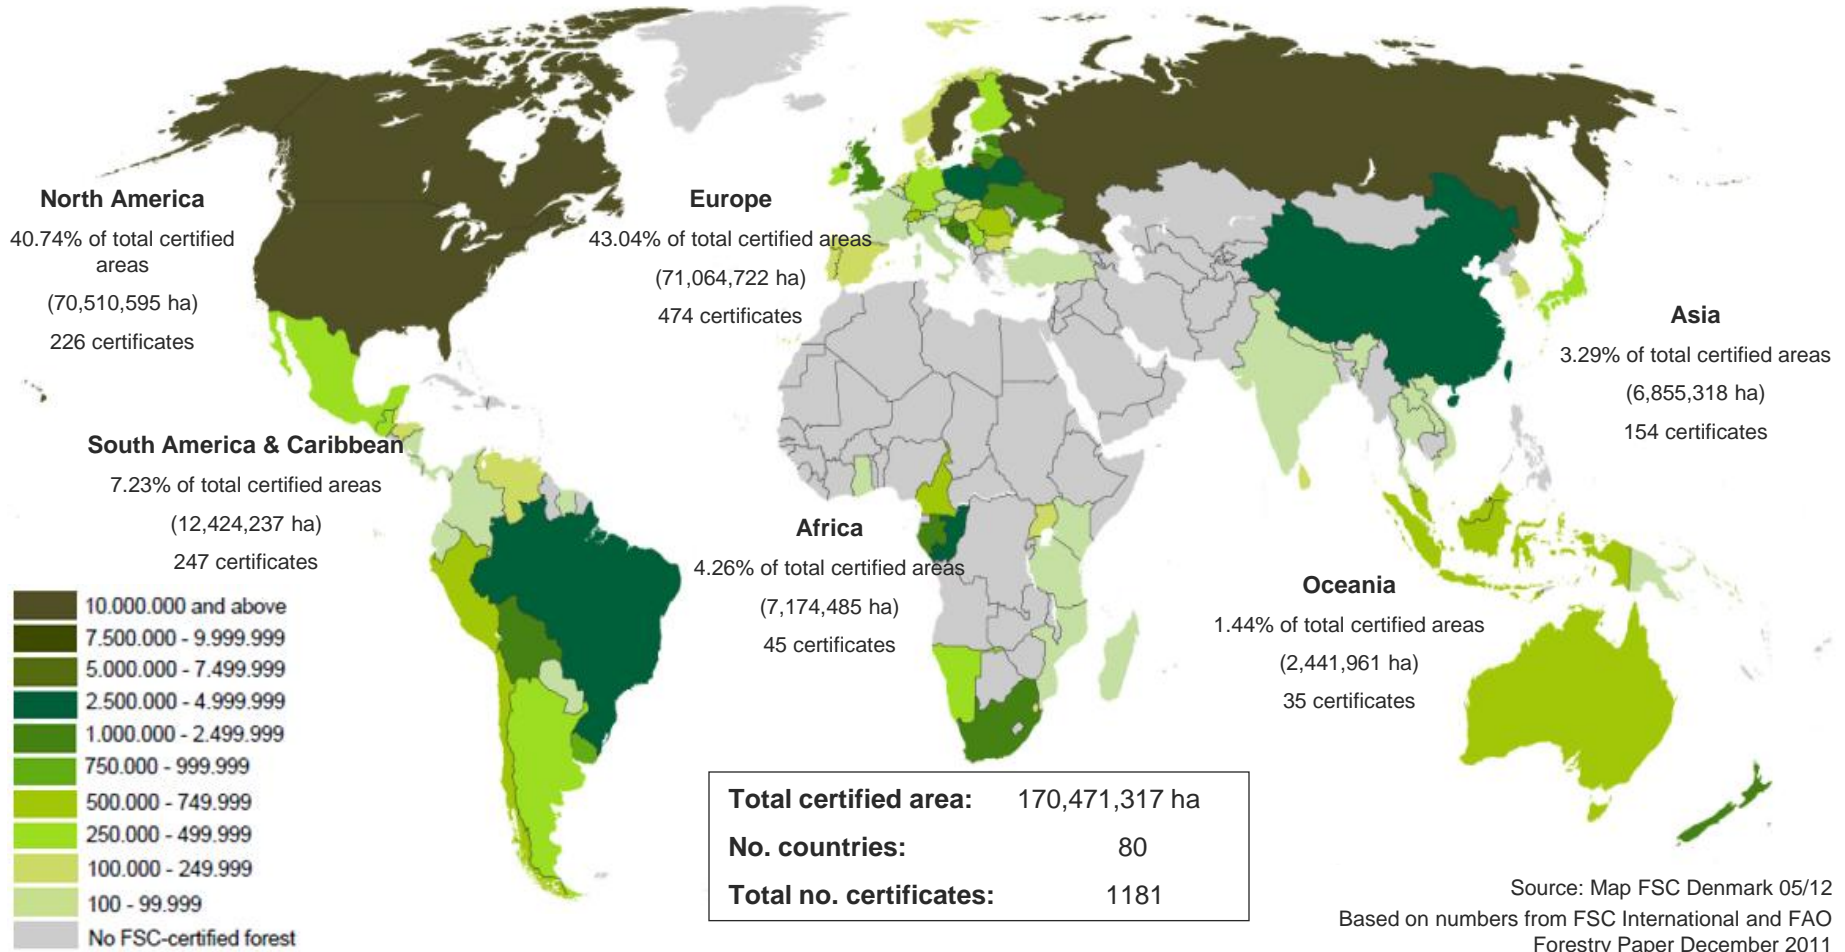 North America
40.74% of total certified
areas
(70,510,595 ha)
226 certificates
Europe
43.04% of total certified areas
(71,064,722 ha)
474 certificates
Asia
3.29% of total certified areas
(6,855,318 ha)
154 certificates
South America & Caribbean
7.23% of total certified areas
(12,424,237 ha)
247 certificates
Africa
4.26% of total certified areas
(7,174,485 ha)
45 certificates
Oceania
1.44% of total certified areas
(2,441,961 ha)
35 certificates
10.000.000 and above
7.500.000 - 9.999.999
5.000.000 - 7.499.999
2.500.000 - 4.999.999
1.000.000 - 2.499.999
750.000 - 999.999
500.000 - 749.999
250.000 - 499.999
100.000 - 249.999
100 - 99.999
No FSC-certified forest
Total certified area: 170,471,317 ha
No. countries: 80
Total no. certificates: 1181
Source: Map FSC Denmark 05/12
Based on numbers from FSC International and FAO
Forestry Paper December 2011